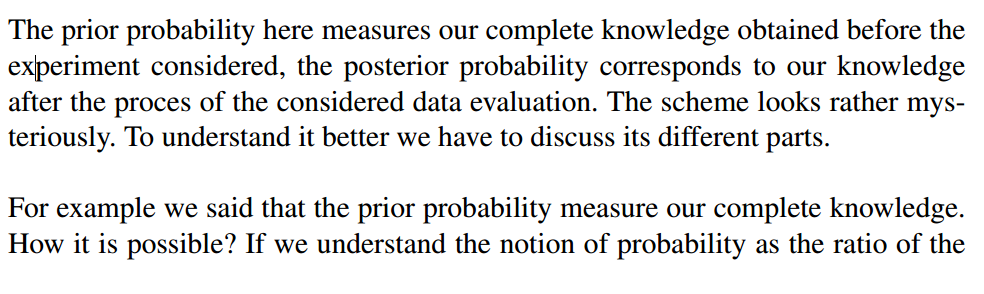 The prior probability here measures our complete knowledge obtained before the
experiment considered, the posterior probability corresponds to our knowledge
after the proces of the considered data evaluation. The scheme looks rather mys-
teriously. To understand it better we have to discuss its different parts.
For example we said that the prior probability measure our complete knowledge.
How it is possible? If we understand the notion of probability as the ratio of the